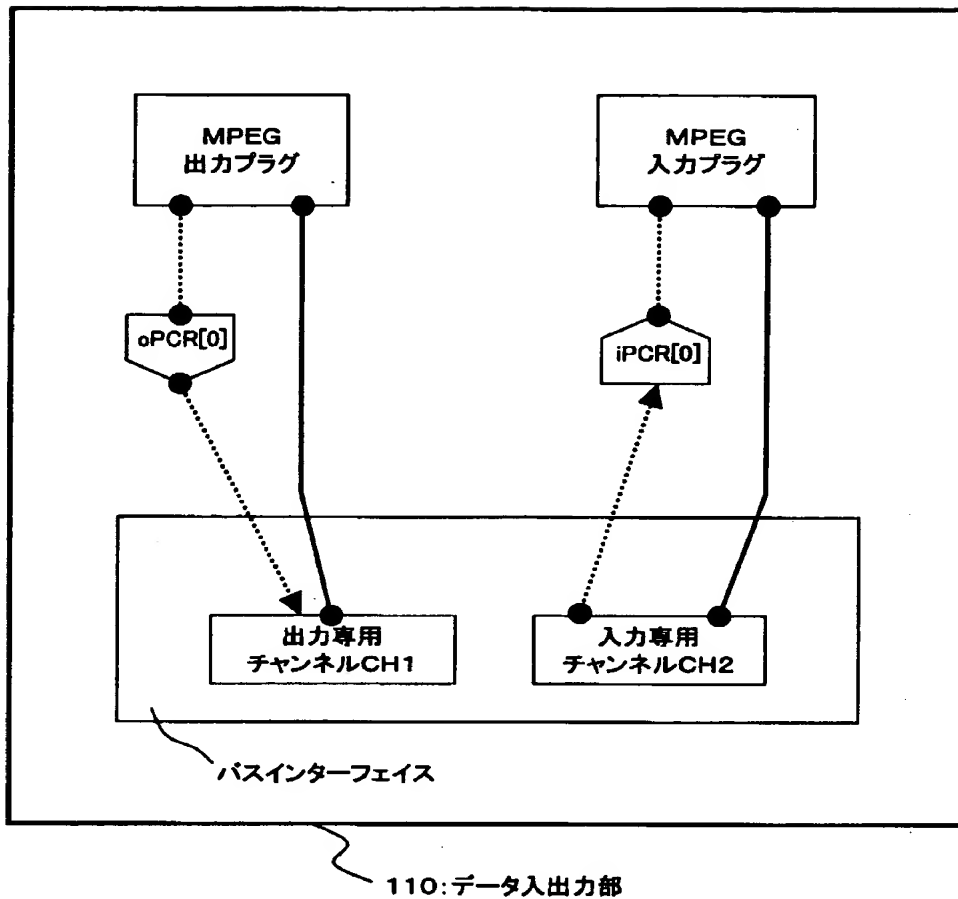 MPEG
出力プラグ
MPEG
入力プラグ
oPCR[0]
iPCR[0]
出力専用
チャンネルCH1
入力専用
チャンネルCH2
バスインターフェイス
110:データ入出力部